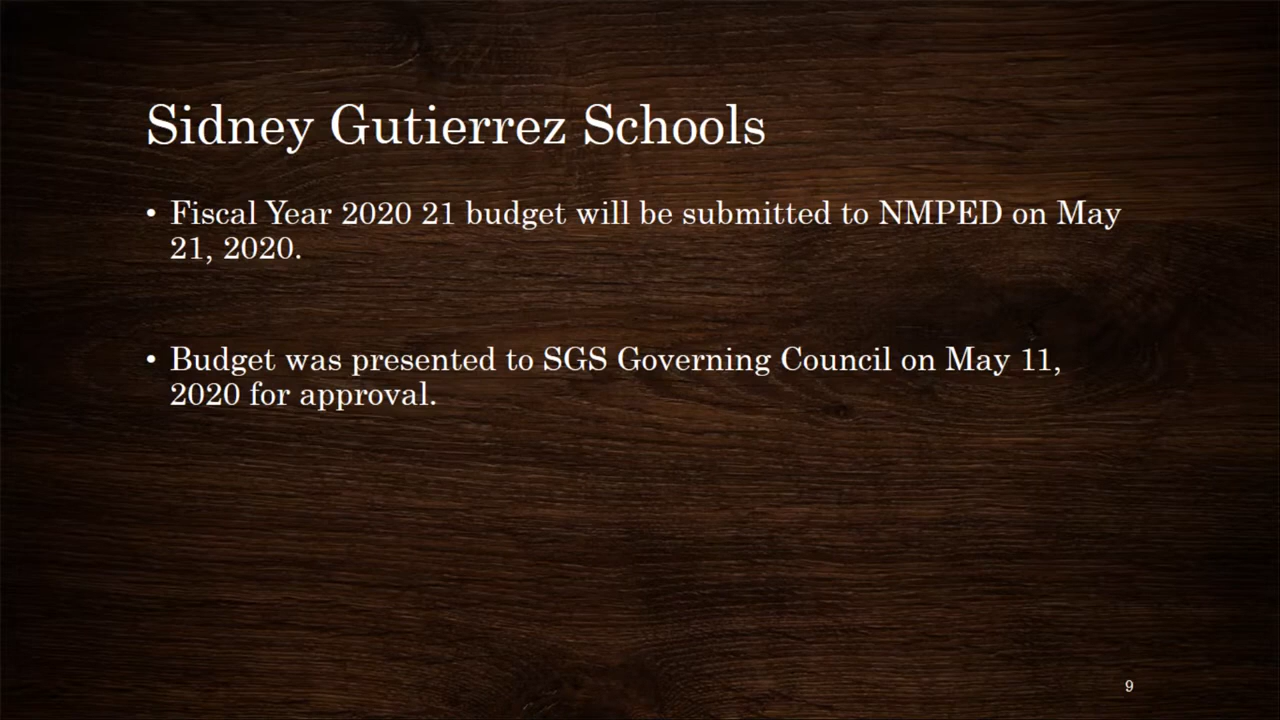 Sidney Gutierrez Schools
• Fiscal Year 2020 21 budget will be submitted to NMPED on May
21, 2020.
• Budget was presented to SGS Governing Council on May 11,
2020 for approval.
9